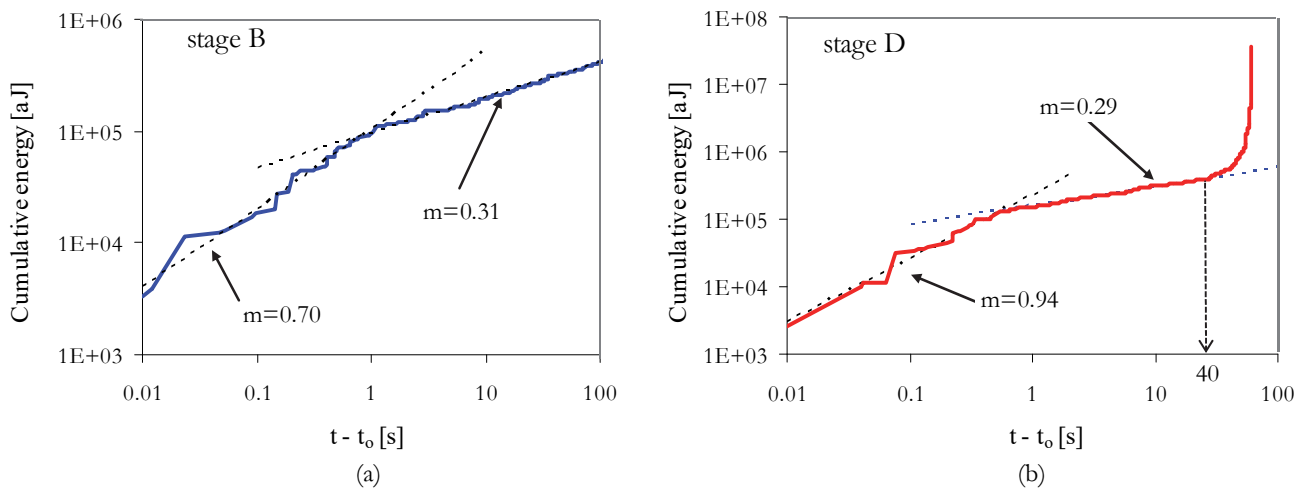 stage B
Cumulative energy [aJ]
1E+06
1E+05
1E+04
1E+03
m=0.31
m=0.70
0.01 0.1 1 10 100
t - to [s]
(a)
stage D
Cumulative energy [aJ]
1E+08
1E+07
1E+06
1E+05
1E+04
1E+03
m=0.29
m=0.94
40
0.01 0.1 1 10 100
t - to [s]
(b)